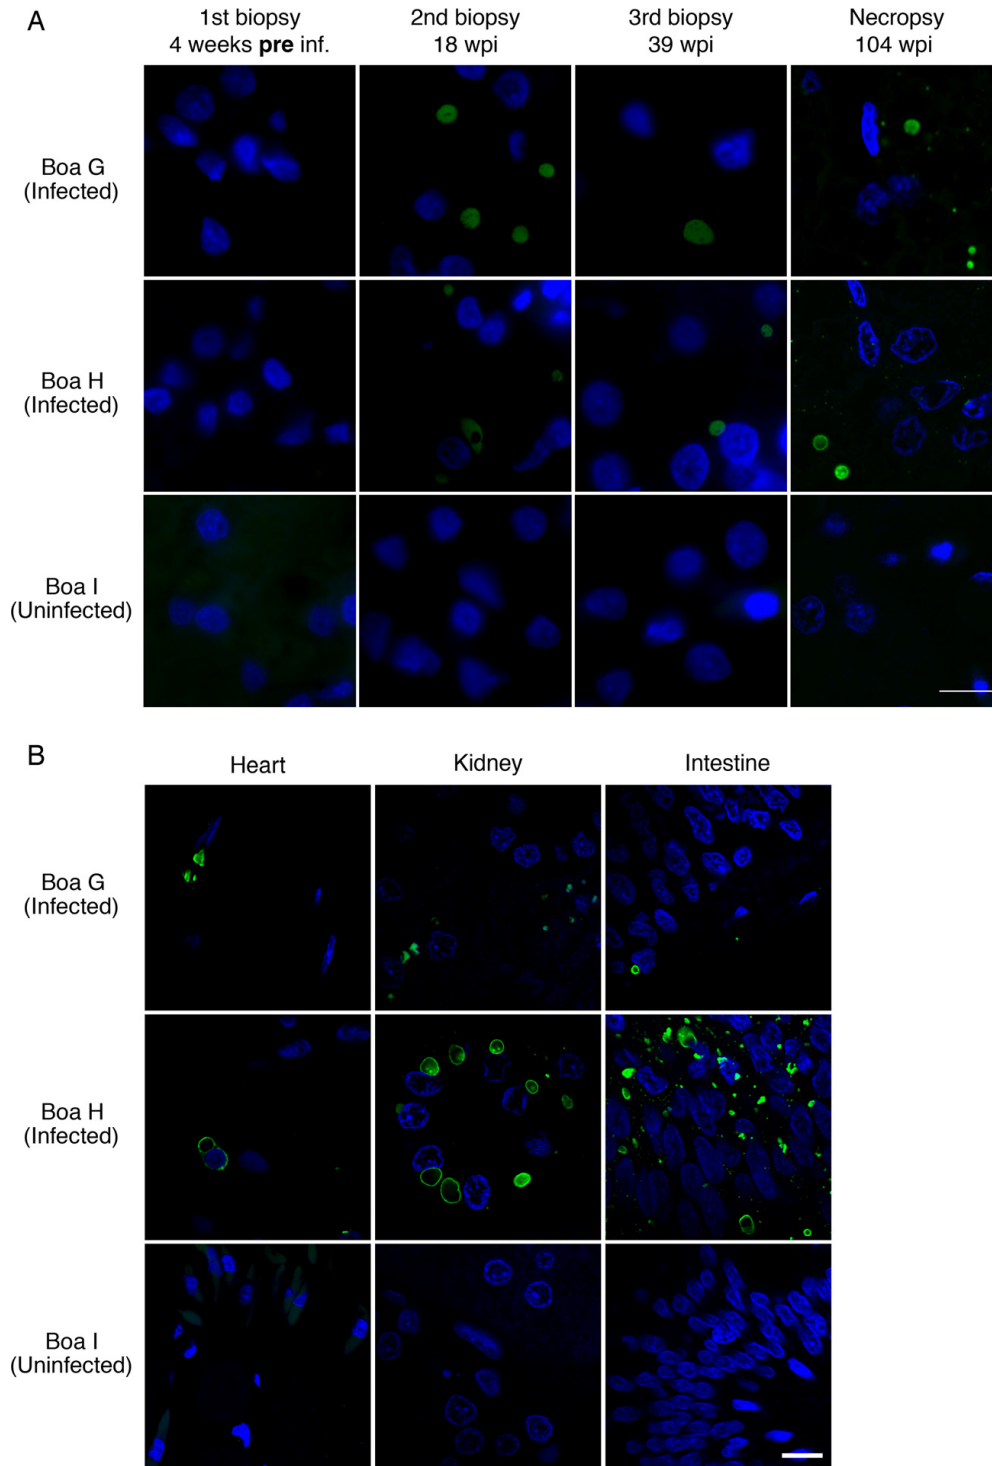 A
1st biopsy
4 weeks pre inf.
2nd biopsy
18 wpi
3rd biopsy
39 wpi
Necropsy
104 wpi
Boa G
(Infected)
Boa H
(Infected)
Boa I
(Uninfected)
B
Heart
Kidney
Intestine
Boa G
(Infected)
Boa H
(Infected)
Boa I
(Uninfected)